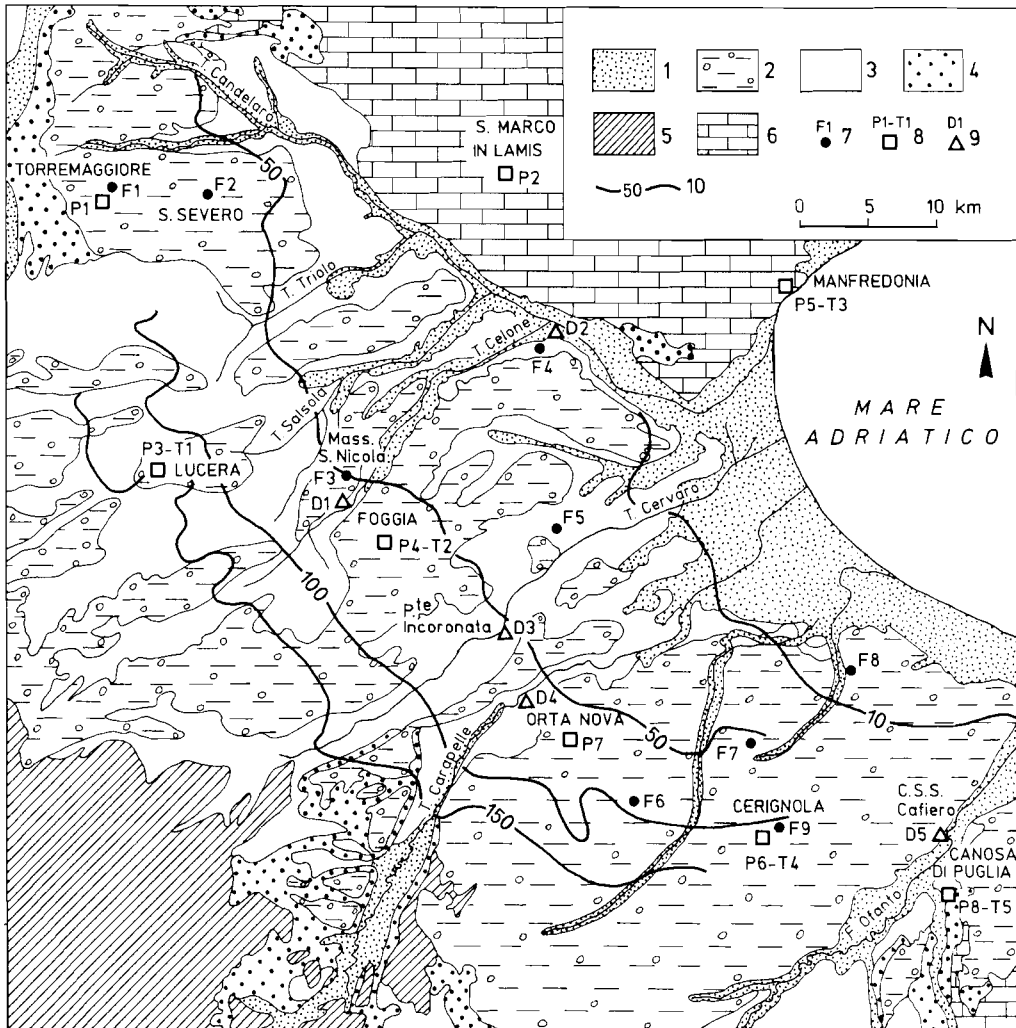 1
2
3
4
5
6
F1
7
P1-T1
8
D1
9
50
10
0 5 10 km
T. Candelaro
S. MARCO
IN LAMIS
P2
50
TORREMAGGIORE
F1
P1
F2
S. SEVERO
T. Triolo
MANFREDONIA
P5-T3
N
T. Celone
D2
F4
MARE
ADRIATICO
T. Salsola
Mass.
S. Nicola
P3-T1
LUCERA
F3
D1
FOGGIA
P4-T2
F5
T. Cervaro
100
Pte
Incoronata
D3
F8
D4
ORTA NOVA
P7
50
10
F7
T. Carapelle
150
F6
CERIGNOLA
F9
P6-T4
C.S.S.
Cafiero
D5
CANOSA
DI PUGLIA
P8-T5
F. Ofanto